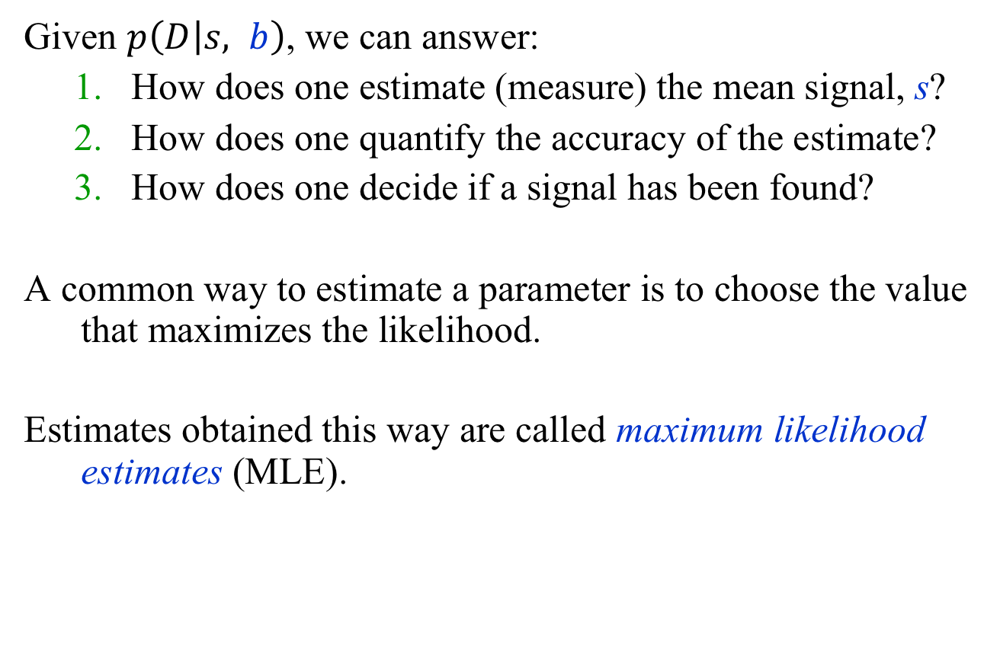 Given p(D|s, b), we can answer:
1. How does one estimate (measure) the mean signal, s?
2. How does one quantify the accuracy of the estimate?
3. How does one decide if a signal has been found?
A common way to estimate a parameter is to choose the value
that maximizes the likelihood.
Estimates obtained this way are called maximum likelihood
estimates (MLE).